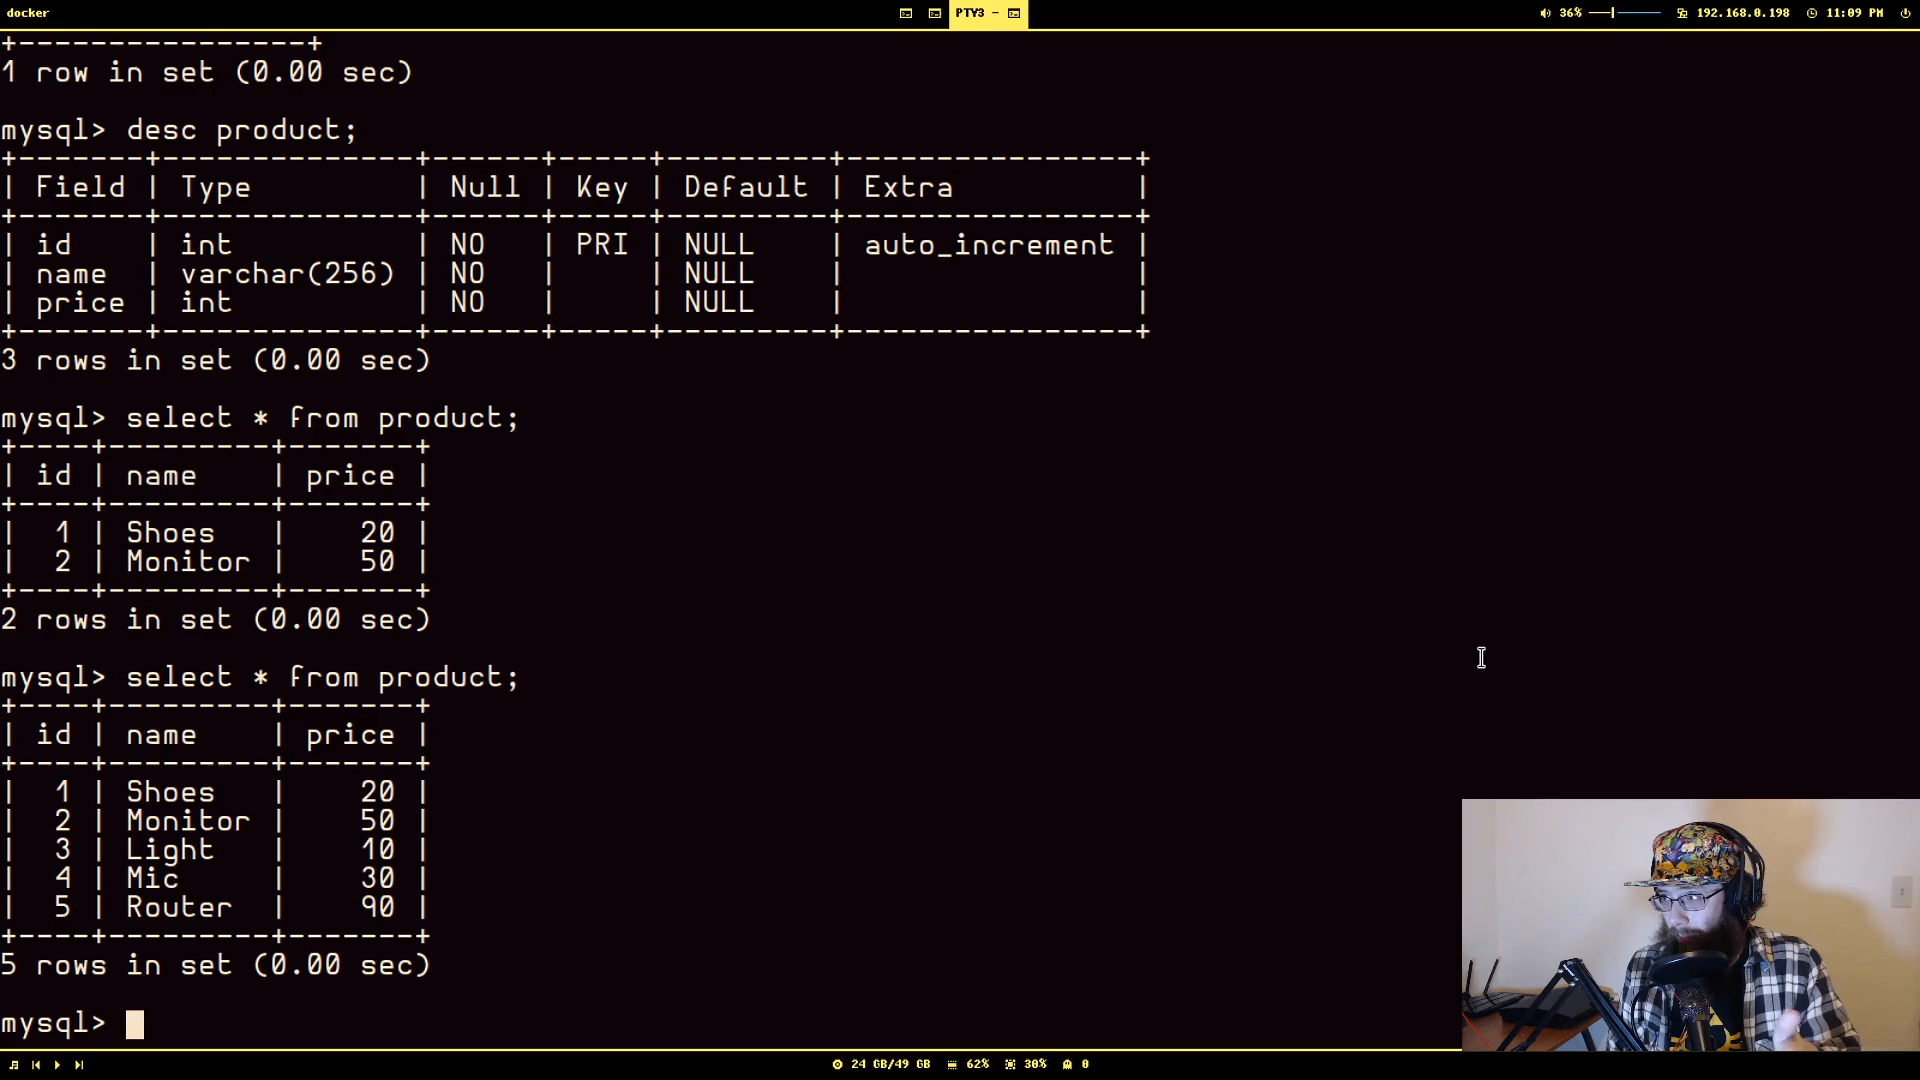 docker
PTY3 –
36%
192.168.0.198
11:09 PM
+----------------+
1 row in set (0.00 sec)
mysql> desc product;
+-------+--------------+------+-----+---------+----------------+
| Field | Type         | Null | Key | Default | Extra          |
+-------+--------------+------+-----+---------+----------------+
| id    | int          | NO   | PRI | NULL    | auto_increment |
| name  | varchar(256) | NO   |     | NULL    |                |
| price | int          | NO   |     | NULL    |                |
+-------+--------------+------+-----+---------+----------------+
3 rows in set (0.00 sec)
mysql> select * from product;
+----+---------+-------+
| id | name    | price |
+----+---------+-------+
|  1 | Shoes   |    20 |
|  2 | Monitor |    50 |
+----+---------+-------+
2 rows in set (0.00 sec)
mysql> select * from product;
+----+---------+-------+
| id | name    | price |
+----+---------+-------+
|  1 | Shoes   |    20 |
|  2 | Monitor |    50 |
|  3 | Light   |    10 |
|  4 | Mic     |    30 |
|  5 | Router  |    90 |
+----+---------+-------+
5 rows in set (0.00 sec)
mysql>
24 GB/49 GB
62%
30%
0